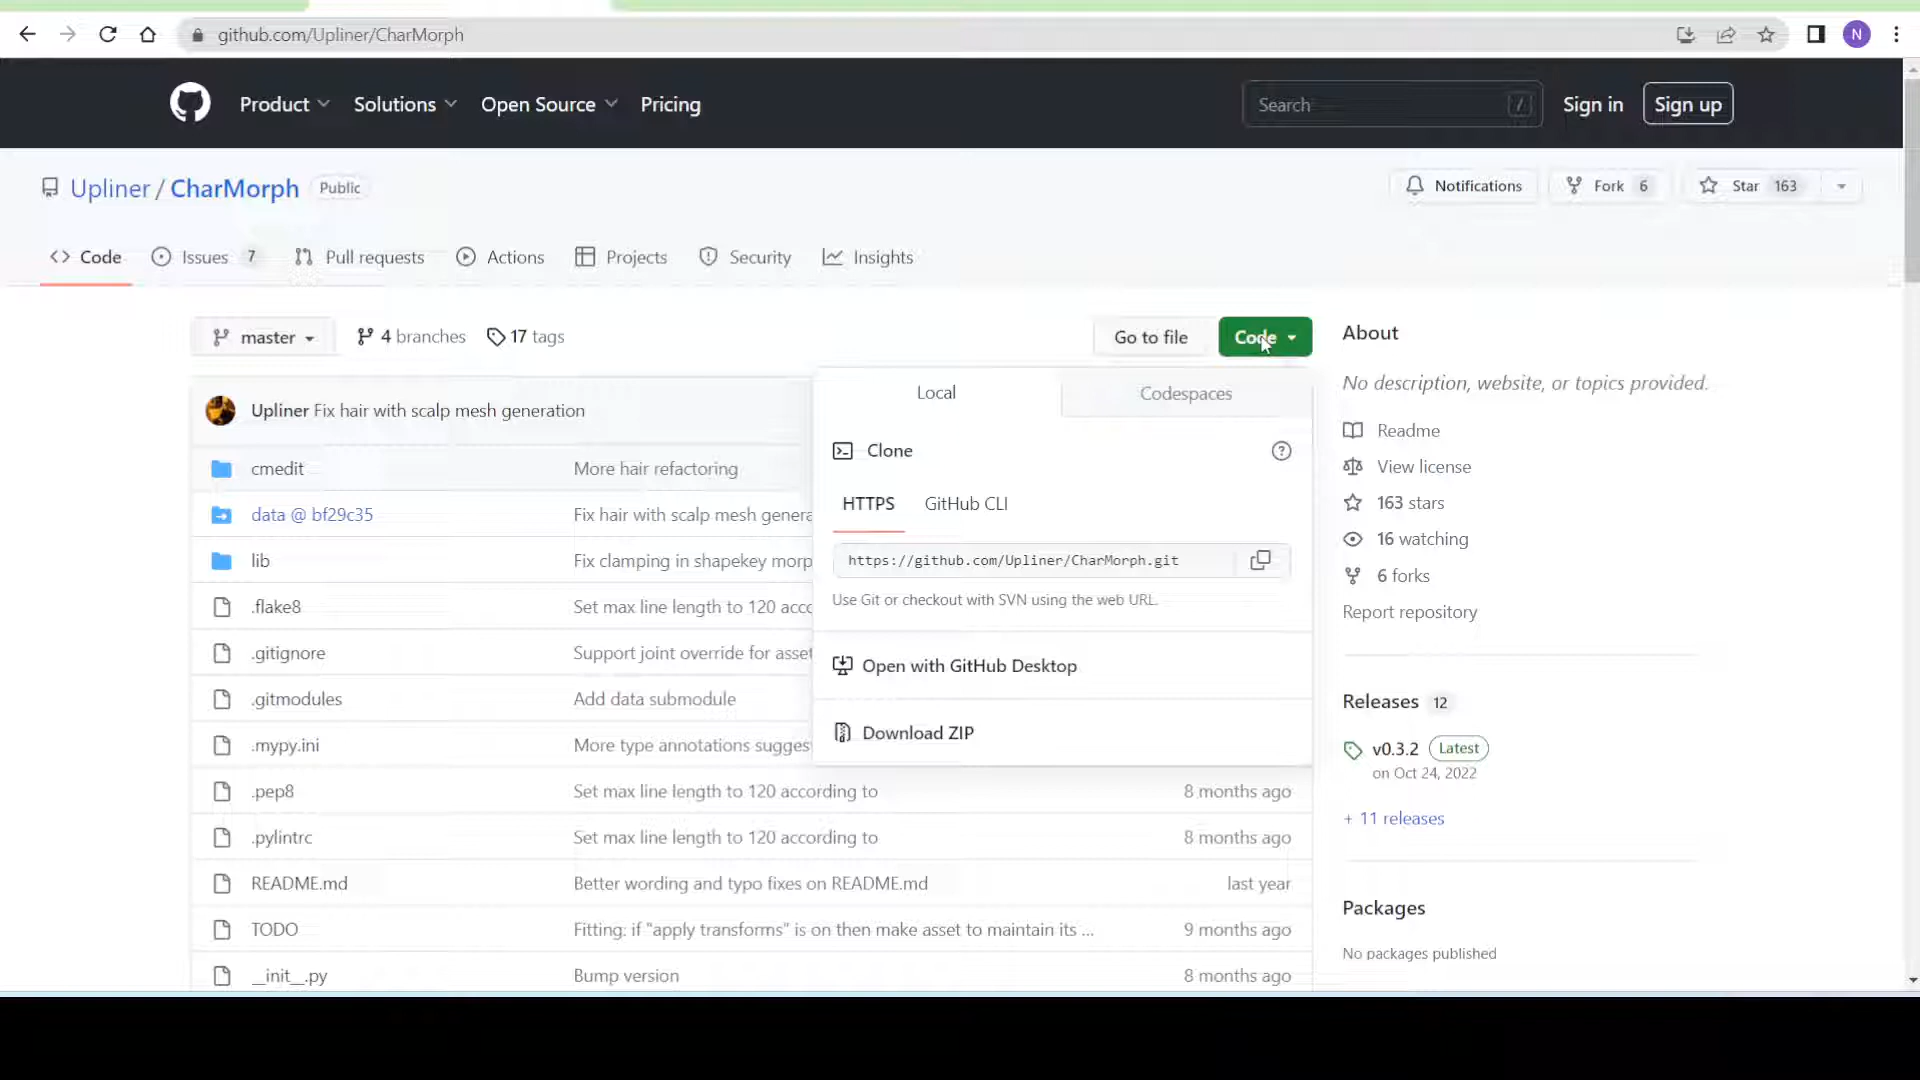 github.com/Upliner/CharMorph
N
Product Solutions Open Source Pricing Search / Sign in Sign up
Upliner / CharMorph Public Notifications Fork 6 Star 163
Code Issues 7 Pull requests Actions Projects Security Insights
master 4 branches 17 tags Go to file Code
Upliner Fix hair with scalp mesh generation
cmedit More hair refactoring
data @ bf29c35 Fix hair with scalp mesh genera
lib Fix clamping in shapekey morp
.flake8 Set max line length to 120 acco
.gitignore Support joint override for asset
.gitmodules Add data submodule
.mypy.ini More type annotations sugges
.pep8 Set max line length to 120 according to 8 months ago
.pylintrc Set max line length to 120 according to 8 months ago
README.md Better wording and typo fixes on README.md last year
TODO Fitting: if "apply transforms" is on then make asset to maintain its ... 9 months ago
__init__.py Bump version 8 months ago
Local Codespaces
Clone
HTTPS GitHub CLI
https://github.com/Upliner/CharMorph.git
Use Git or checkout with SVN using the web URL.
Open with GitHub Desktop
Download ZIP
About
No description, website, or topics provided.
Readme
View license
163 stars
16 watching
6 forks
Report repository
Releases 12
v0.3.2 Latest
on Oct 24, 2022
+ 11 releases
Packages
No packages published